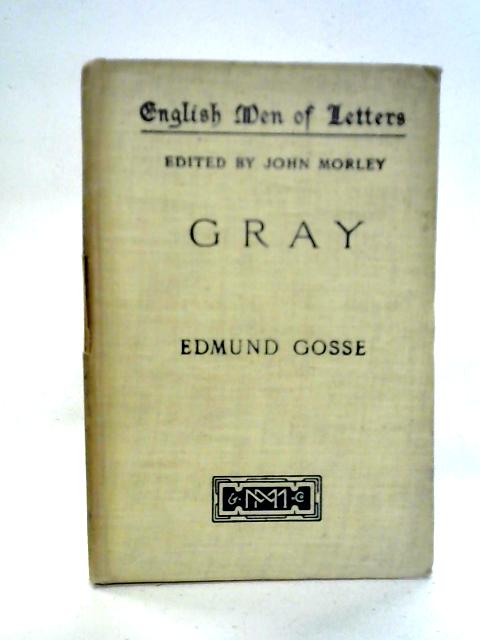 English Men of Letters
EDITED BY JOHN MORLEY
GRAY
EDMUND GOSSE